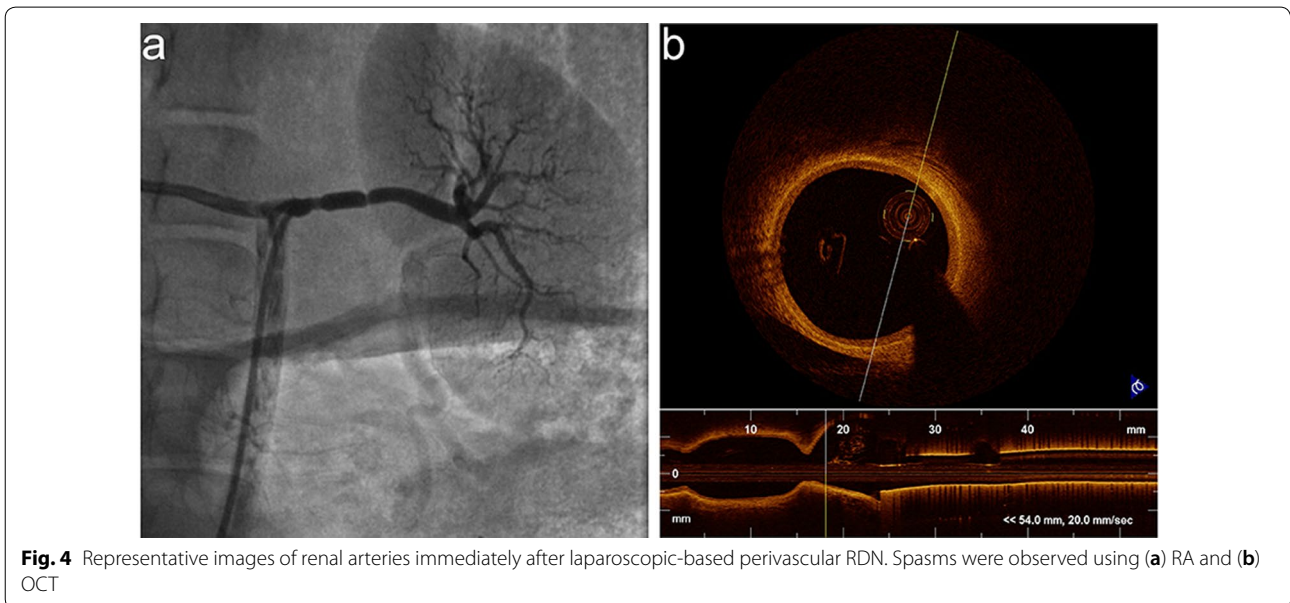 a
b
10 20 30 40 mm
0
mm
<< 54.0 mm, 20.0 mm/sec
Fig. 4 Representative images of renal arteries immediately after laparoscopic-based perivascular RDN. Spasms were observed using (a) RA and (b)
OCT